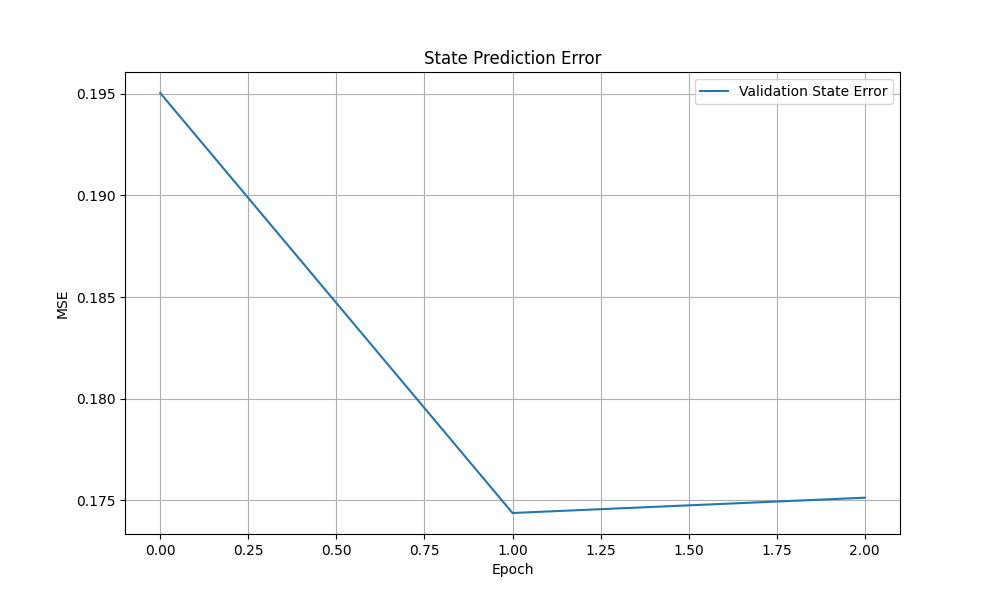 State Prediction Error
Validation State Error
0.195
0.190
0.185
0.180
0.175
MSE
0.00 0.25 0.50 0.75 1.00 1.25 1.50 1.75 2.00
Epoch